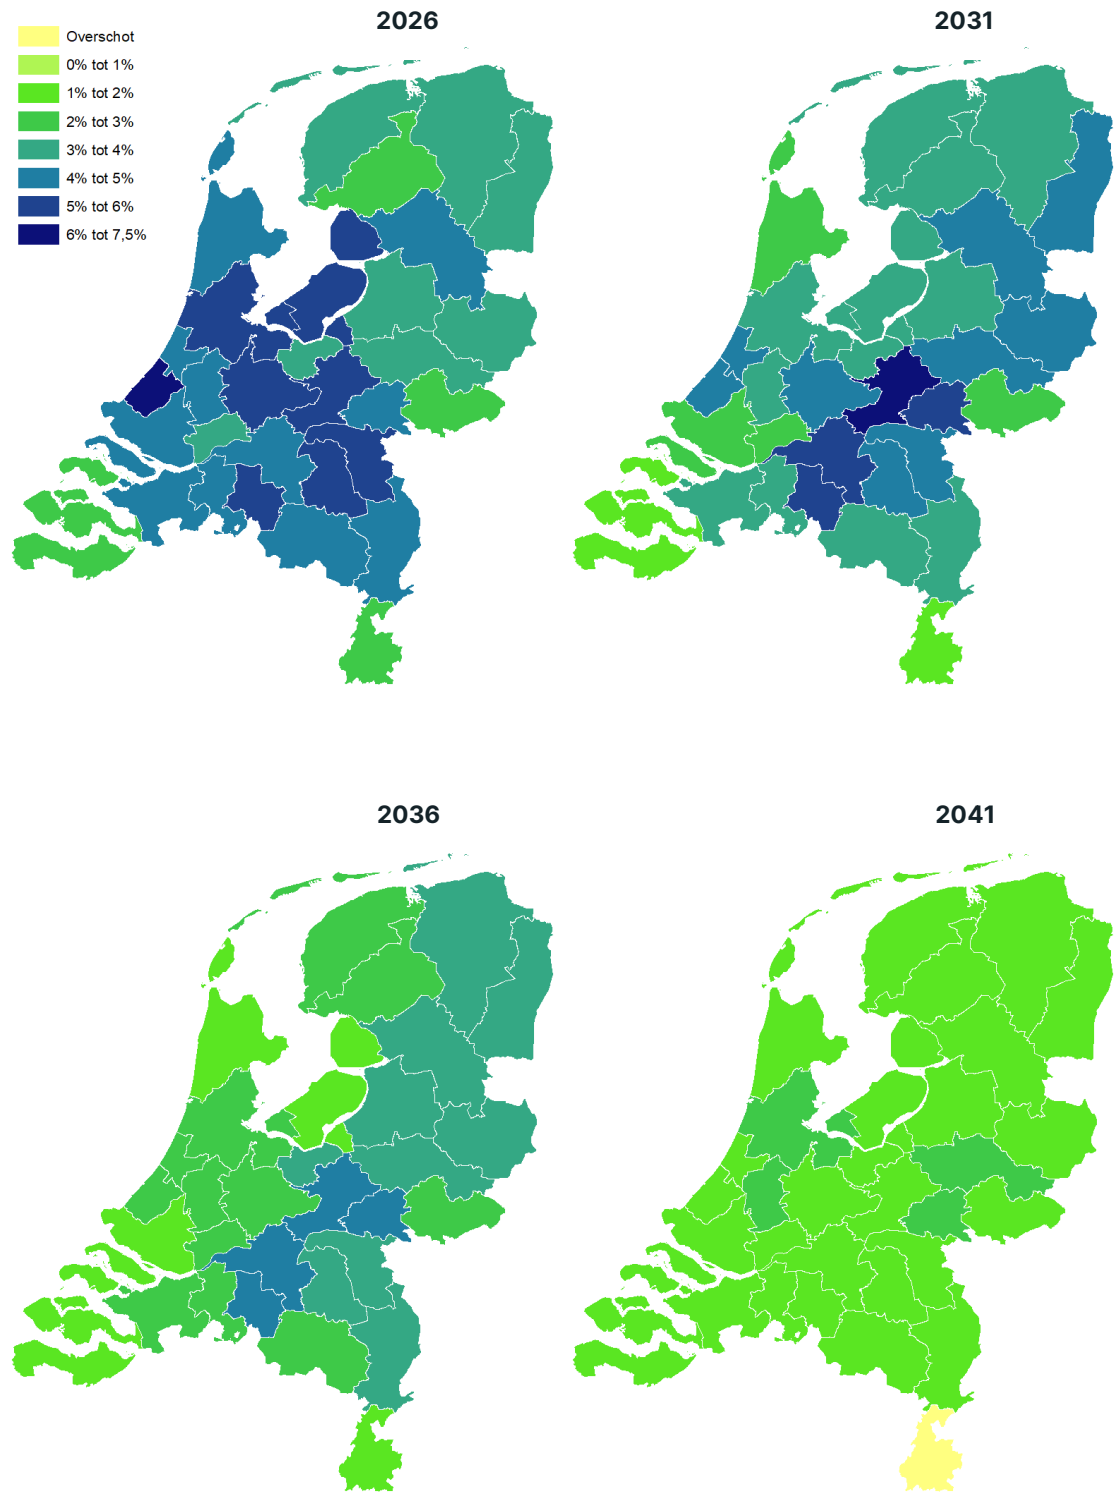 2026
2031
Overschot
0% tot 1%
1% tot 2%
2% tot 3%
3% tot 4%
4% tot 5%
5% tot 6%
6% tot 7,5%
2036
2041